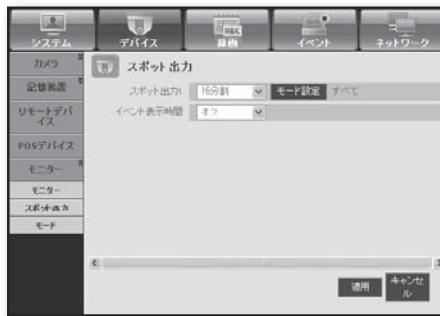 システム デバイス 録画 イベント ネットワーク
カメラ
記憶装置
リモートデバイス
POSデバイス
モニター
モニター
スポット出力
モード
スポット出力
スポット出力1 16分割 モード設定 すべて
イベント表示時間 オフ
適用 キャンセル